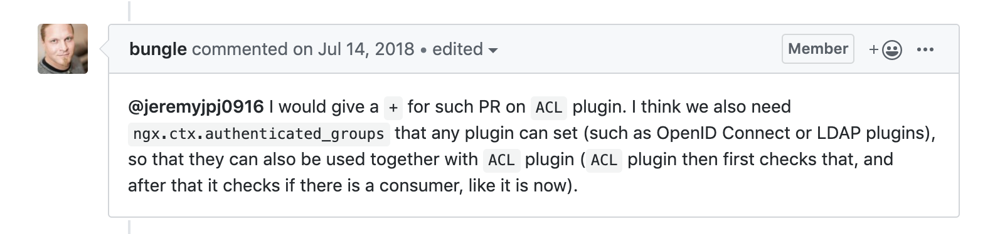 bungle commented on Jul 14, 2018 • edited
Member
@jeremyjpj0916 I would give a + for such PR on ACL plugin. I think we also need
ngx.ctx.authenticated_groups that any plugin can set (such as OpenID Connect or LDAP plugins),
so that they can also be used together with ACL plugin ( ACL plugin then first checks that, and
after that it checks if there is a consumer, like it is now).